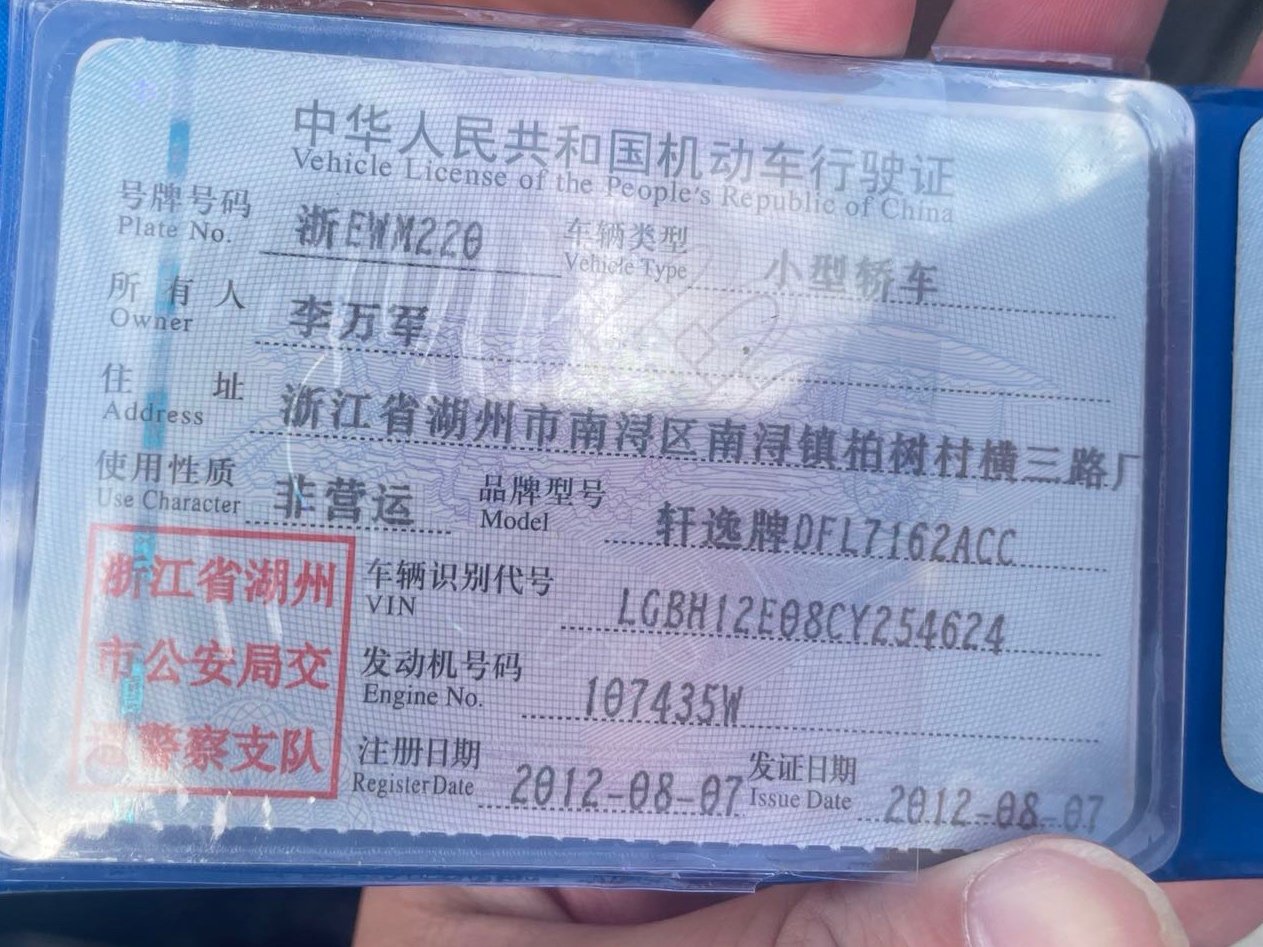 中华人民共和国机动车行驶证
Vehicle License of the People's Republic of China
号牌号码 浙EWM220 车辆类型 小型轿车
Plate No. Vehicle Type
所有人 李万军
Owner
住址 浙江省湖州市南浔区南浔镇柏树村横三路厂
Address
使用性质 非营运 品牌型号 轩逸牌DFL7162ACC
Use Character Model
浙江省湖州
市公安局交
通警察支队
车辆识别代号 LGBH12E08CY254624
VIN
发动机号码 107435W
Engine No.
注册日期 2012-08-07 发证日期 2012-08-07
Register Date Issue Date